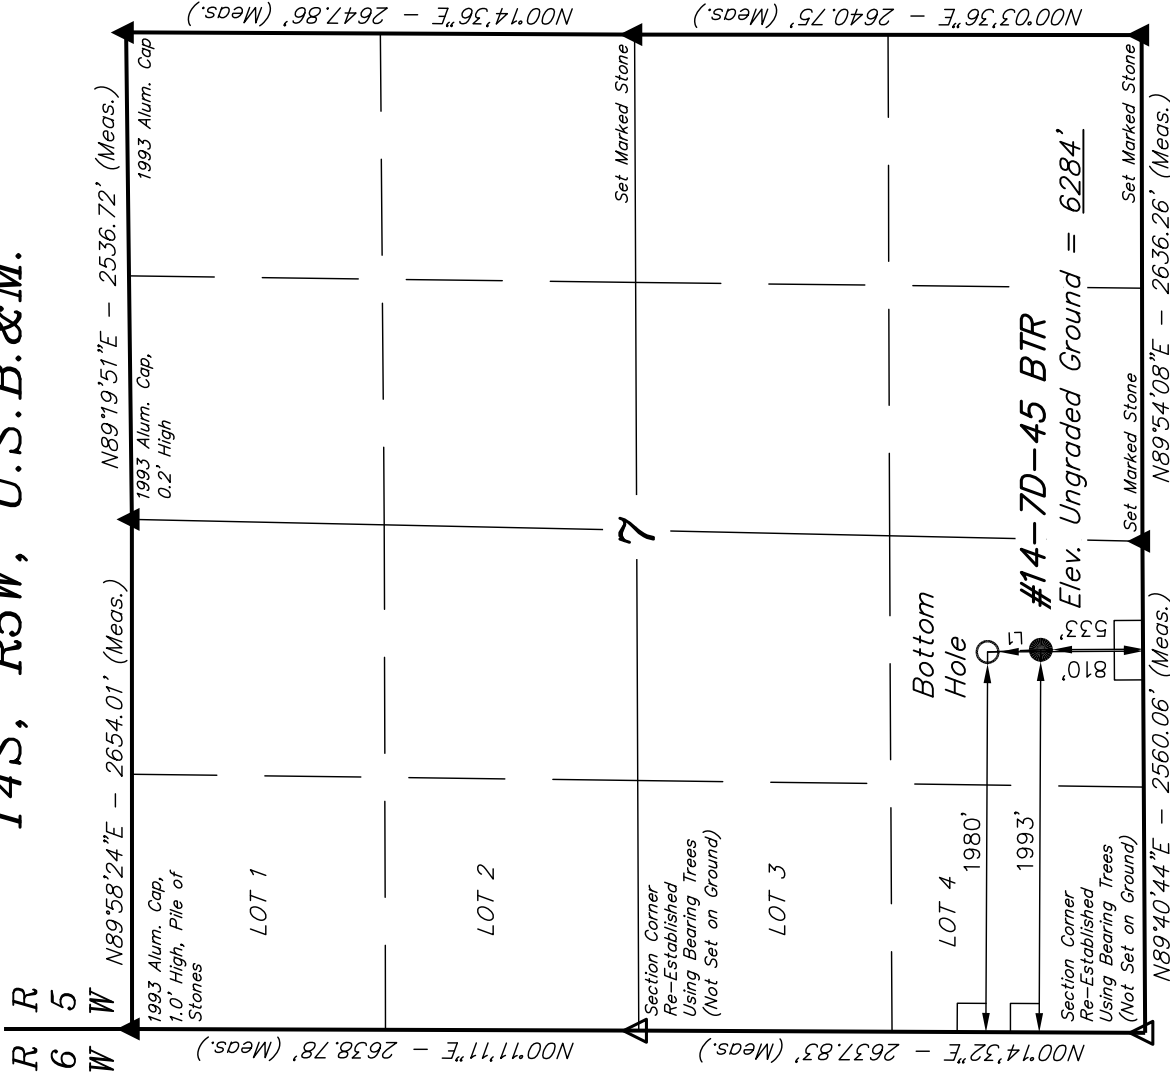 T4S, R5W, U.S.B.&M.
R R
6 5
W W
N89°58'24"E – 2654.01' (Meas.)
N89°19'51"E – 2536.72' (Meas.)
1993 Alum. Cap,
1.0' High, Pile of
Stones
1993 Alum. Cap,
0.2' High
1993 Alum. Cap
N00°11'11"E – 2638.78' (Meas.)
N00°14'36"E – 2647.86' (Meas.)
LOT 1
LOT 2
7
Set Marked Stone
Section Corner
Re-Established
Using Bearing Trees
(Not Set on Ground)
LOT 3
N00°14'32"E – 2637.83' (Meas.)
N00°03'36"E – 2640.75' (Meas.)
LOT 4
Bottom
Hole
1980'
L1
1993'
#14-7D-45 BTR
Elev. Ungraded Ground = 6284'
810'
533'
Section Corner
Re-Established
Using Bearing Trees
(Not Set on Ground)
Set Marked Stone
Set Marked Stone
N89°40'44"E – 2560.06' (Meas.)
N89°54'08"E – 2636.26' (Meas.)